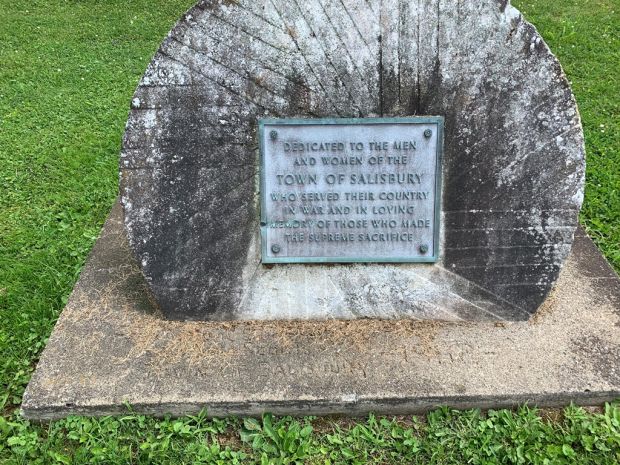 DEDICATED TO THE MEN
AND WOMEN OF THE
TOWN OF SALISBURY
WHO SERVED THEIR COUNTRY
IN WAR AND IN LOVING
MEMORY OF THOSE WHO MADE
THE SUPREME SACRIFICE
SALISBURY